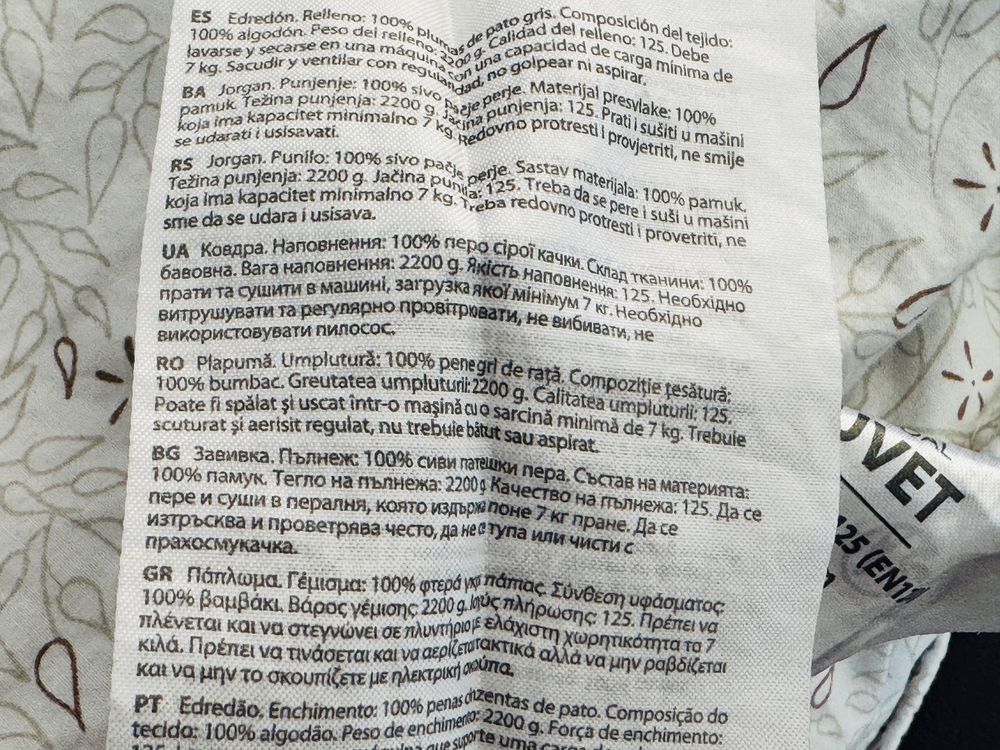 ES Edredón. Relleno: 100% plumas de pato gris. Composición del tejido:
100% algodón. Peso del relleno: 2200 g. Calidad del relleno: 125. Debe
lavarse y secarse en una máquina con una capacidad de carga mínima de
7 kg. Sacudir y ventilar con regularidad, no golpear ni aspirar.
BA Jorgan. Punjenje: 100% sivo pačje perje. Materijal presvlake: 100%
pamuk. Težina punjenja: 2200 g. Jačina punjenja: 125. Prati i sušiti u mašini
koja ima kapacitet minimalno 7 kg. Redovno protresti i provjetriti, ne smije
se udarati i usisavati.
RS Jorgan. Punilo: 100% sivo pačje perje. Sastav materijala: 100% pamuk.
Težina punjenja: 2200 g. Jačina punila: 125. Treba da se pere i suši u mašini
koja ima kapacitet minimalno 7 kg. Treba redovno protresti i provetriti, ne
sme da se udara i usisava.
UA Ковдра. Наповнення: 100% перо сірої качки. Склад тканини: 100%
бавовна. Вага наповнення: 2200 g. Якість наповнення: 125. Необхідно
прати та сушити в машині, загрузка якої мінімум 7 кг. Необхідно
витрушувати та регулярно провітрювати, не вибивати, не
використовувати пилосос.
RO Plapumă. Umplutură: 100% pene gri de rață. Compoziție țesătură:
100% bumbac. Greutatea umpluturii: 2200 g. Calitatea umpluturii: 125.
Poate fi spălat și uscat într-o mașină cu o sarcină minimă de 7 kg. Trebuie
scuturat și aerisit regulat, nu trebuie bătut sau aspirat.
BG Завивка. Пълнеж: 100% сиви патешки пера. Състав на материята:
100% памук. Тегло на пълнежа: 2200 g Качество на пълнежа: 125. Да се
пере и суши в пералня, която издържа поне 7 кг пране. Да се
изтръсква и проветрява често, да не се тупа или чисти с
прахосмукачка.
GR Πάπλωμα. Γέμισμα: 100% φτερά γκρι πάπιας. Σύνθεση υφάσματος:
100% βαμβάκι. Βάρος γέμισης: 2200 g. Ισχύς πλήρωσης: 125. Πρέπει να
πλένεται και να στεγνώνει σε πλυντήριο με ελάχιστη χωρητικότητα τα 7
κιλά. Πρέπει να τινάσεται και να αερίζεται τακτικά αλλά να μην ραβδίζεται
και να μην το σκουπίζετε με ηλεκτρική σκούπα.
PT Edredão. Enchimento: 100% penas cinzentas de pato. Composição do
tecido: 100% algodão. Peso de enchimento: 2200 g. Força de enchimento:
125. que suporte uma carga
UVET
125 (EN1